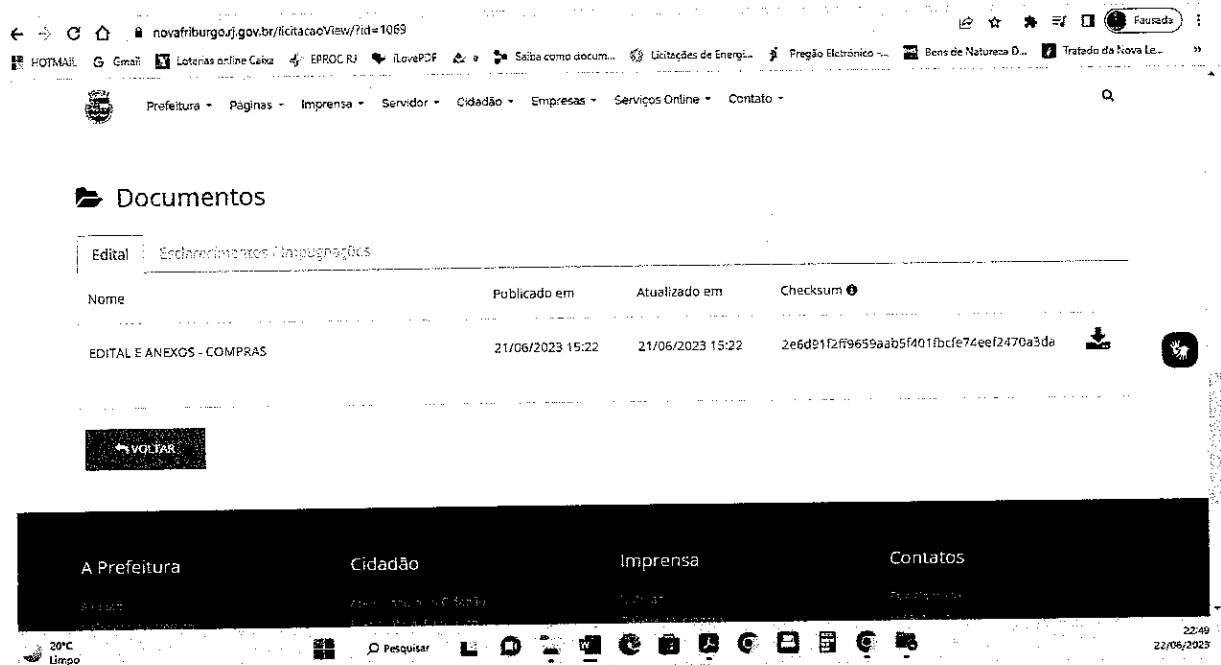 novafriburgo.rj.gov.br/licitacaoView/?id=1069
Pausada
HOTMAIL
Gmail
Loterias online Caixa
EPROC RJ
iLovePDF
Saiba como docum...
Licitações de Energi...
Pregão Eletrônico -...
Bens de Natureza D...
Tratado da Nova Le...
»
Prefeitura
Páginas
Imprensa
Servidor
Cidadão
Empresas
Serviços Online
Contato
Documentos
Edital
Esclarecimentos / Impugnações
Nome
Publicado em
Atualizado em
Checksum
EDITAL E ANEXOS - COMPRAS
21/06/2023 15:22
21/06/2023 15:22
2e6d91f2ff9659aab5f401fbcfe74eef2470a3da
VOLTAR
A Prefeitura
Cidadão
Imprensa
Contatos
20°C
Limpo
Pesquisar
22:49
22/06/2023